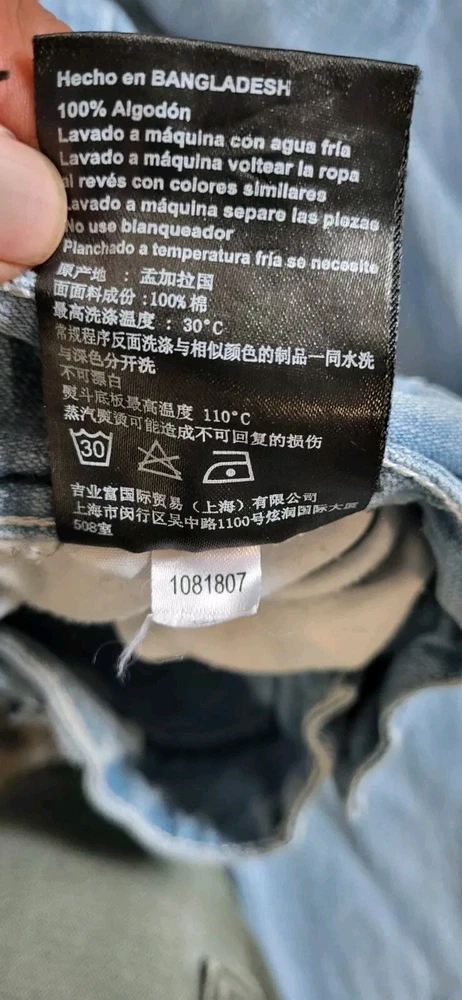 Hecho en BANGLADESH
100% Algodón
Lavado a máquina con agua fría
Lavado a máquina voltear la ropa
al revés con colores similares
Lavado a máquina separe las piezas
No use blanqueador
Planchado a temperatura fría se necesite
原产地 : 孟加拉国
面面料成份 :100% 棉
最高洗涤温度 : 30°C
常规程序反面洗涤与相似颜色的制品一同水洗
与深色分开洗
不可漂白
熨斗底板最高温度 110°C
蒸汽熨烫可能造成不可回复的损伤
30
吉业富国际贸易（上海）有限公司
上海市闵行区吴中路1100号炫润国际大厦
508室
1081807